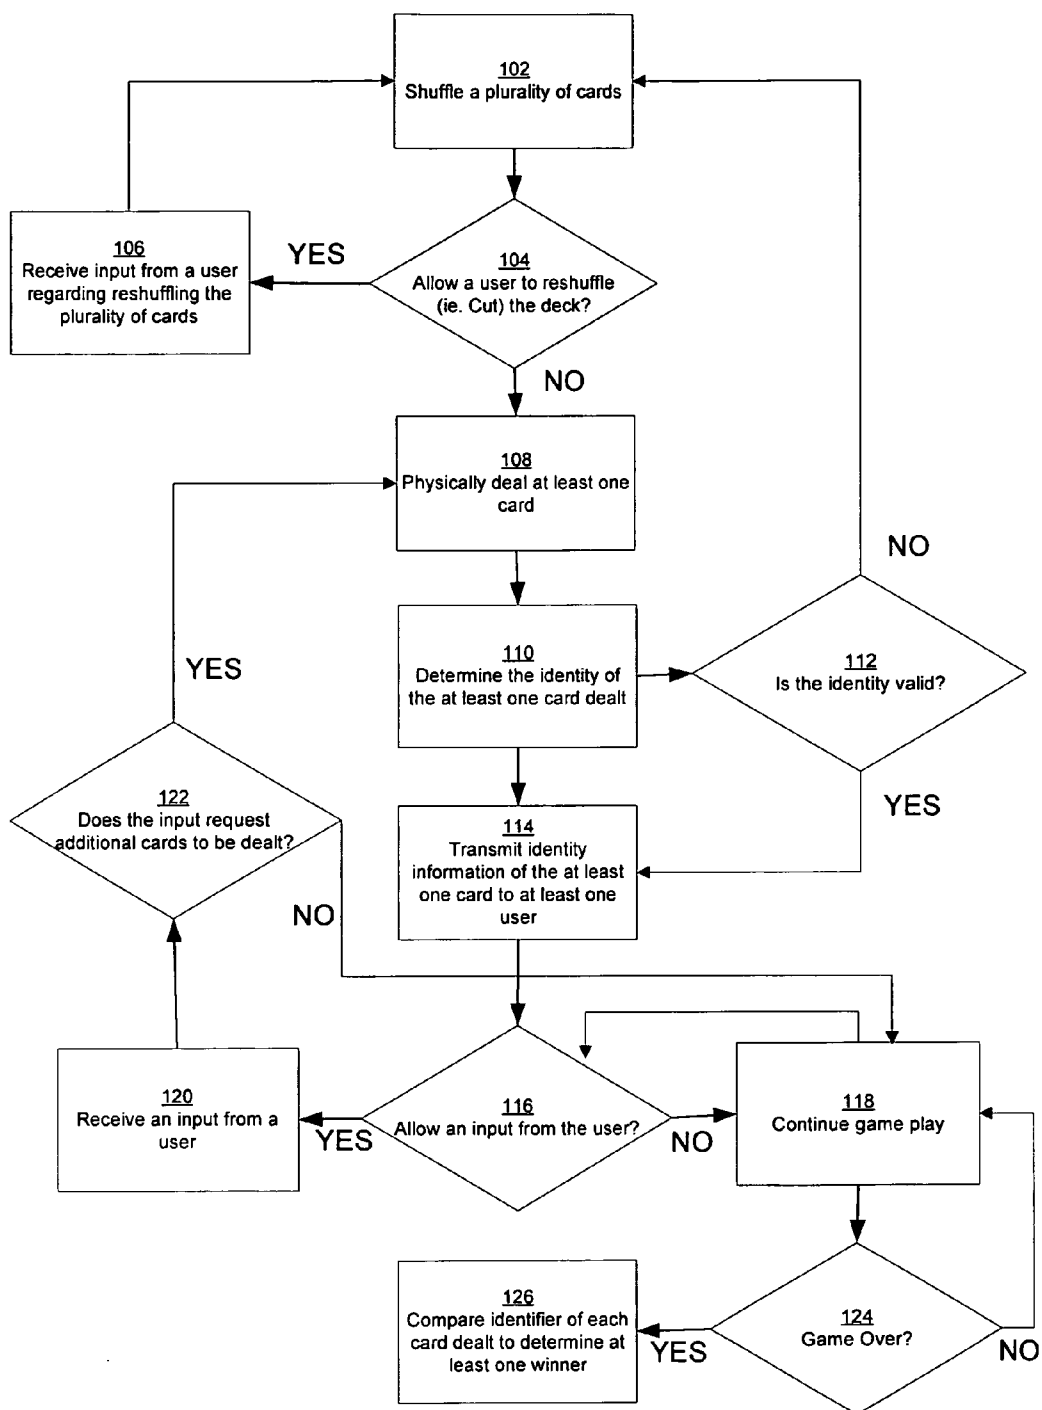 102
Shuffle a plurality of cards
106
Receive input from a user
regarding reshuffling the
plurality of cards
YES
104
Allow a user to reshuffle
(ie. Cut) the deck?
NO
108
Physically deal at least one
card
NO
YES
110
Determine the identity of
the at least one card dealt
112
Is the identity valid?
122
Does the input request
additional cards to be dealt?
YES
114
Transmit identity
information of the at least
one card to at least one
user
NO
120
Receive an input from a
user
YES
116
Allow an input from the user?
NO
118
Continue game play
126
Compare identifier of each
card dealt to determine at
least one winner
YES
124
Game Over?
NO